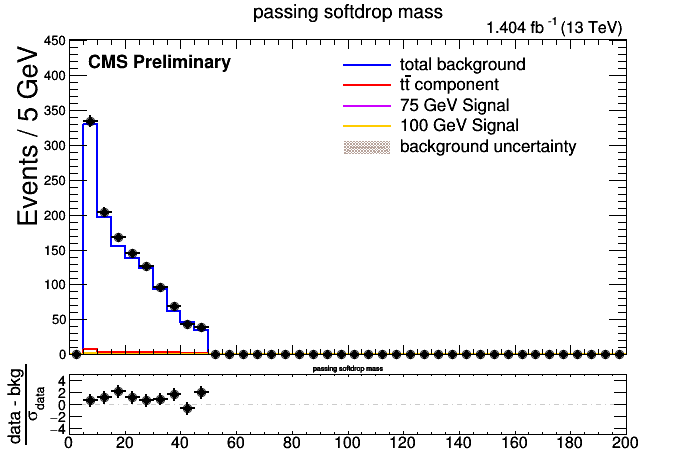 passing softdrop mass
1.404 fb⁻¹ (13 TeV)
CMS Preliminary
total background
tt̄ component
75 GeV Signal
100 GeV Signal
background uncertainty
Events / 5 GeV
450
400
350
300
250
200
150
100
50
0
passing softdrop mass
data - bkg
σ data
4
2
0
−2
−4
0 20 40 60 80 100 120 140 160 180 200